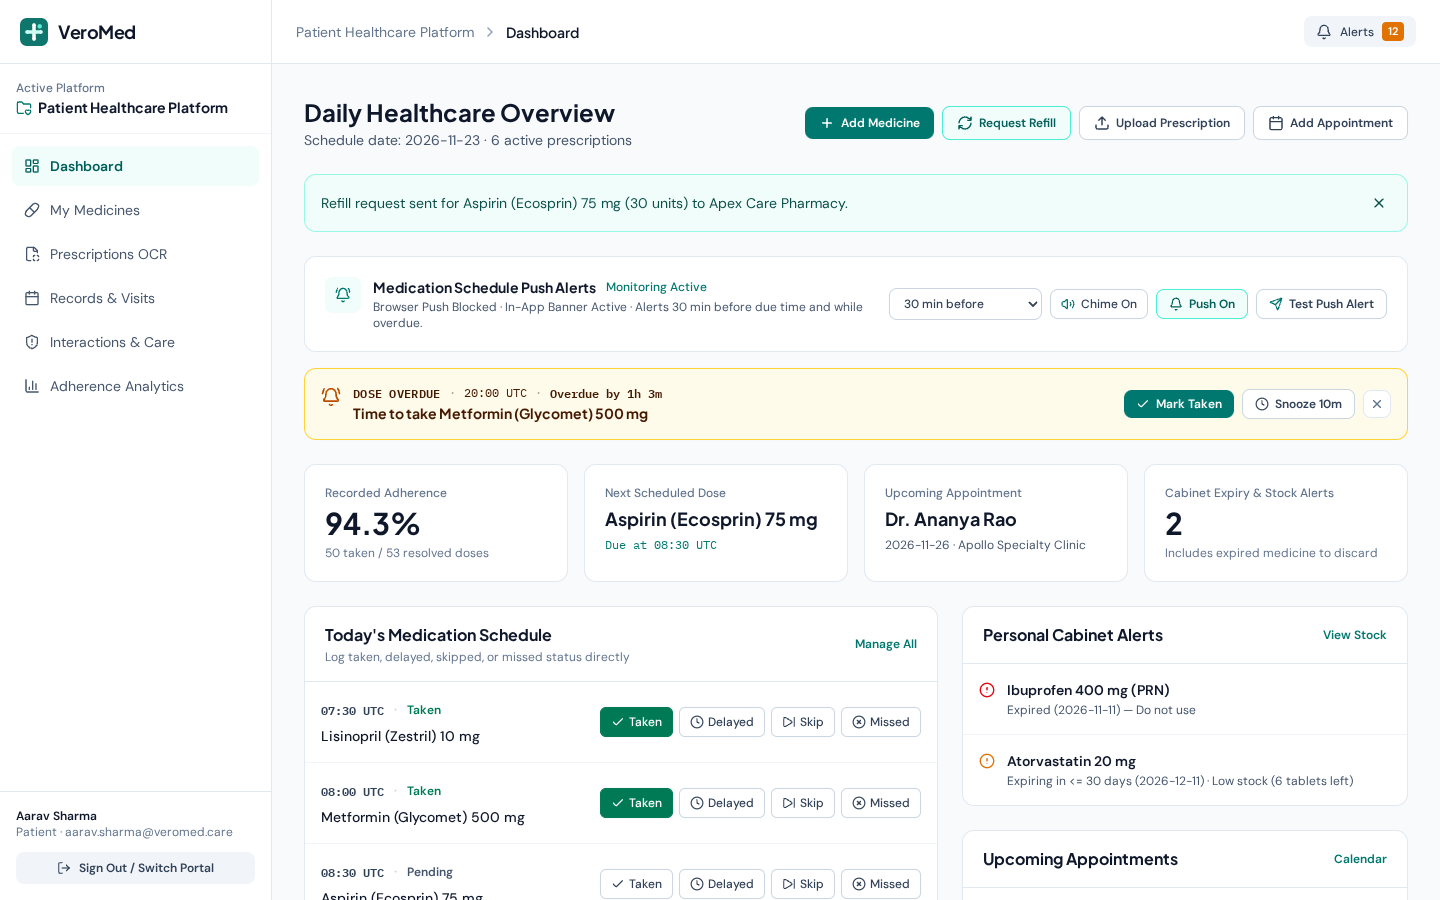 VeroMed
Patient Healthcare Platform
Dashboard
Alerts
12
Active Platform
Patient Healthcare Platform
Dashboard
My Medicines
Prescriptions OCR
Records & Visits
Interactions & Care
Adherence Analytics
Aarav Sharma
Patient · aarav.sharma@veromed.care
Sign Out / Switch Portal
Daily Healthcare Overview
Schedule date: 2026-11-23 · 6 active prescriptions
Add Medicine
Request Refill
Upload Prescription
Add Appointment
Refill request sent for Aspirin (Ecosprin) 75 mg (30 units) to Apex Care Pharmacy.
Medication Schedule Push Alerts Monitoring Active
Browser Push Blocked · In-App Banner Active · Alerts 30 min before due time and while
overdue.
30 min before
Chime On
Push On
Test Push Alert
DOSE OVERDUE · 20:00 UTC · Overdue by 1h 3m
Time to take Metformin (Glycomet) 500 mg
Mark Taken
Snooze 10m
Recorded Adherence
94.3%
50 taken / 53 resolved doses
Next Scheduled Dose
Aspirin (Ecosprin) 75 mg
Due at 08:30 UTC
Upcoming Appointment
Dr. Ananya Rao
2026-11-26 · Apollo Specialty Clinic
Cabinet Expiry & Stock Alerts
2
Includes expired medicine to discard
Today's Medication Schedule
Log taken, delayed, skipped, or missed status directly
Manage All
07:30 UTC · Taken
Lisinopril (Zestril) 10 mg
Taken
Delayed
Skip
Missed
08:00 UTC · Taken
Metformin (Glycomet) 500 mg
Taken
Delayed
Skip
Missed
08:30 UTC · Pending
Aspirin (Ecosprin) 75 mg
Taken
Delayed
Skip
Missed
Personal Cabinet Alerts
View Stock
Ibuprofen 400 mg (PRN)
Expired (2026-11-11) — Do not use
Atorvastatin 20 mg
Expiring in <= 30 days (2026-12-11) · Low stock (6 tablets left)
Upcoming Appointments
Calendar